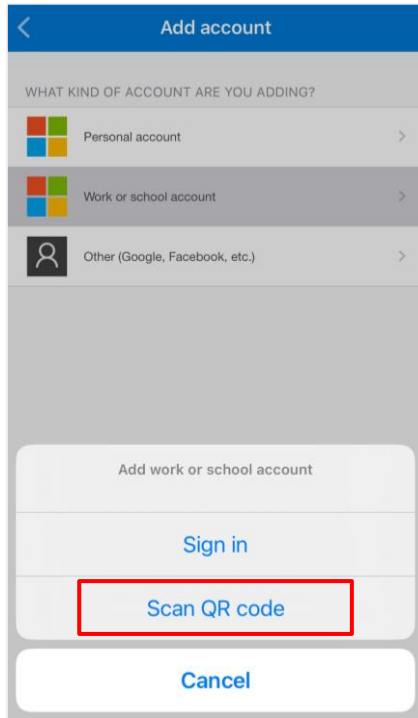 Add account
WHAT KIND OF ACCOUNT ARE YOU ADDING?
Personal account
Work or school account
Other (Google, Facebook, etc.)
Add work or school account
Sign in
Scan QR code
Cancel